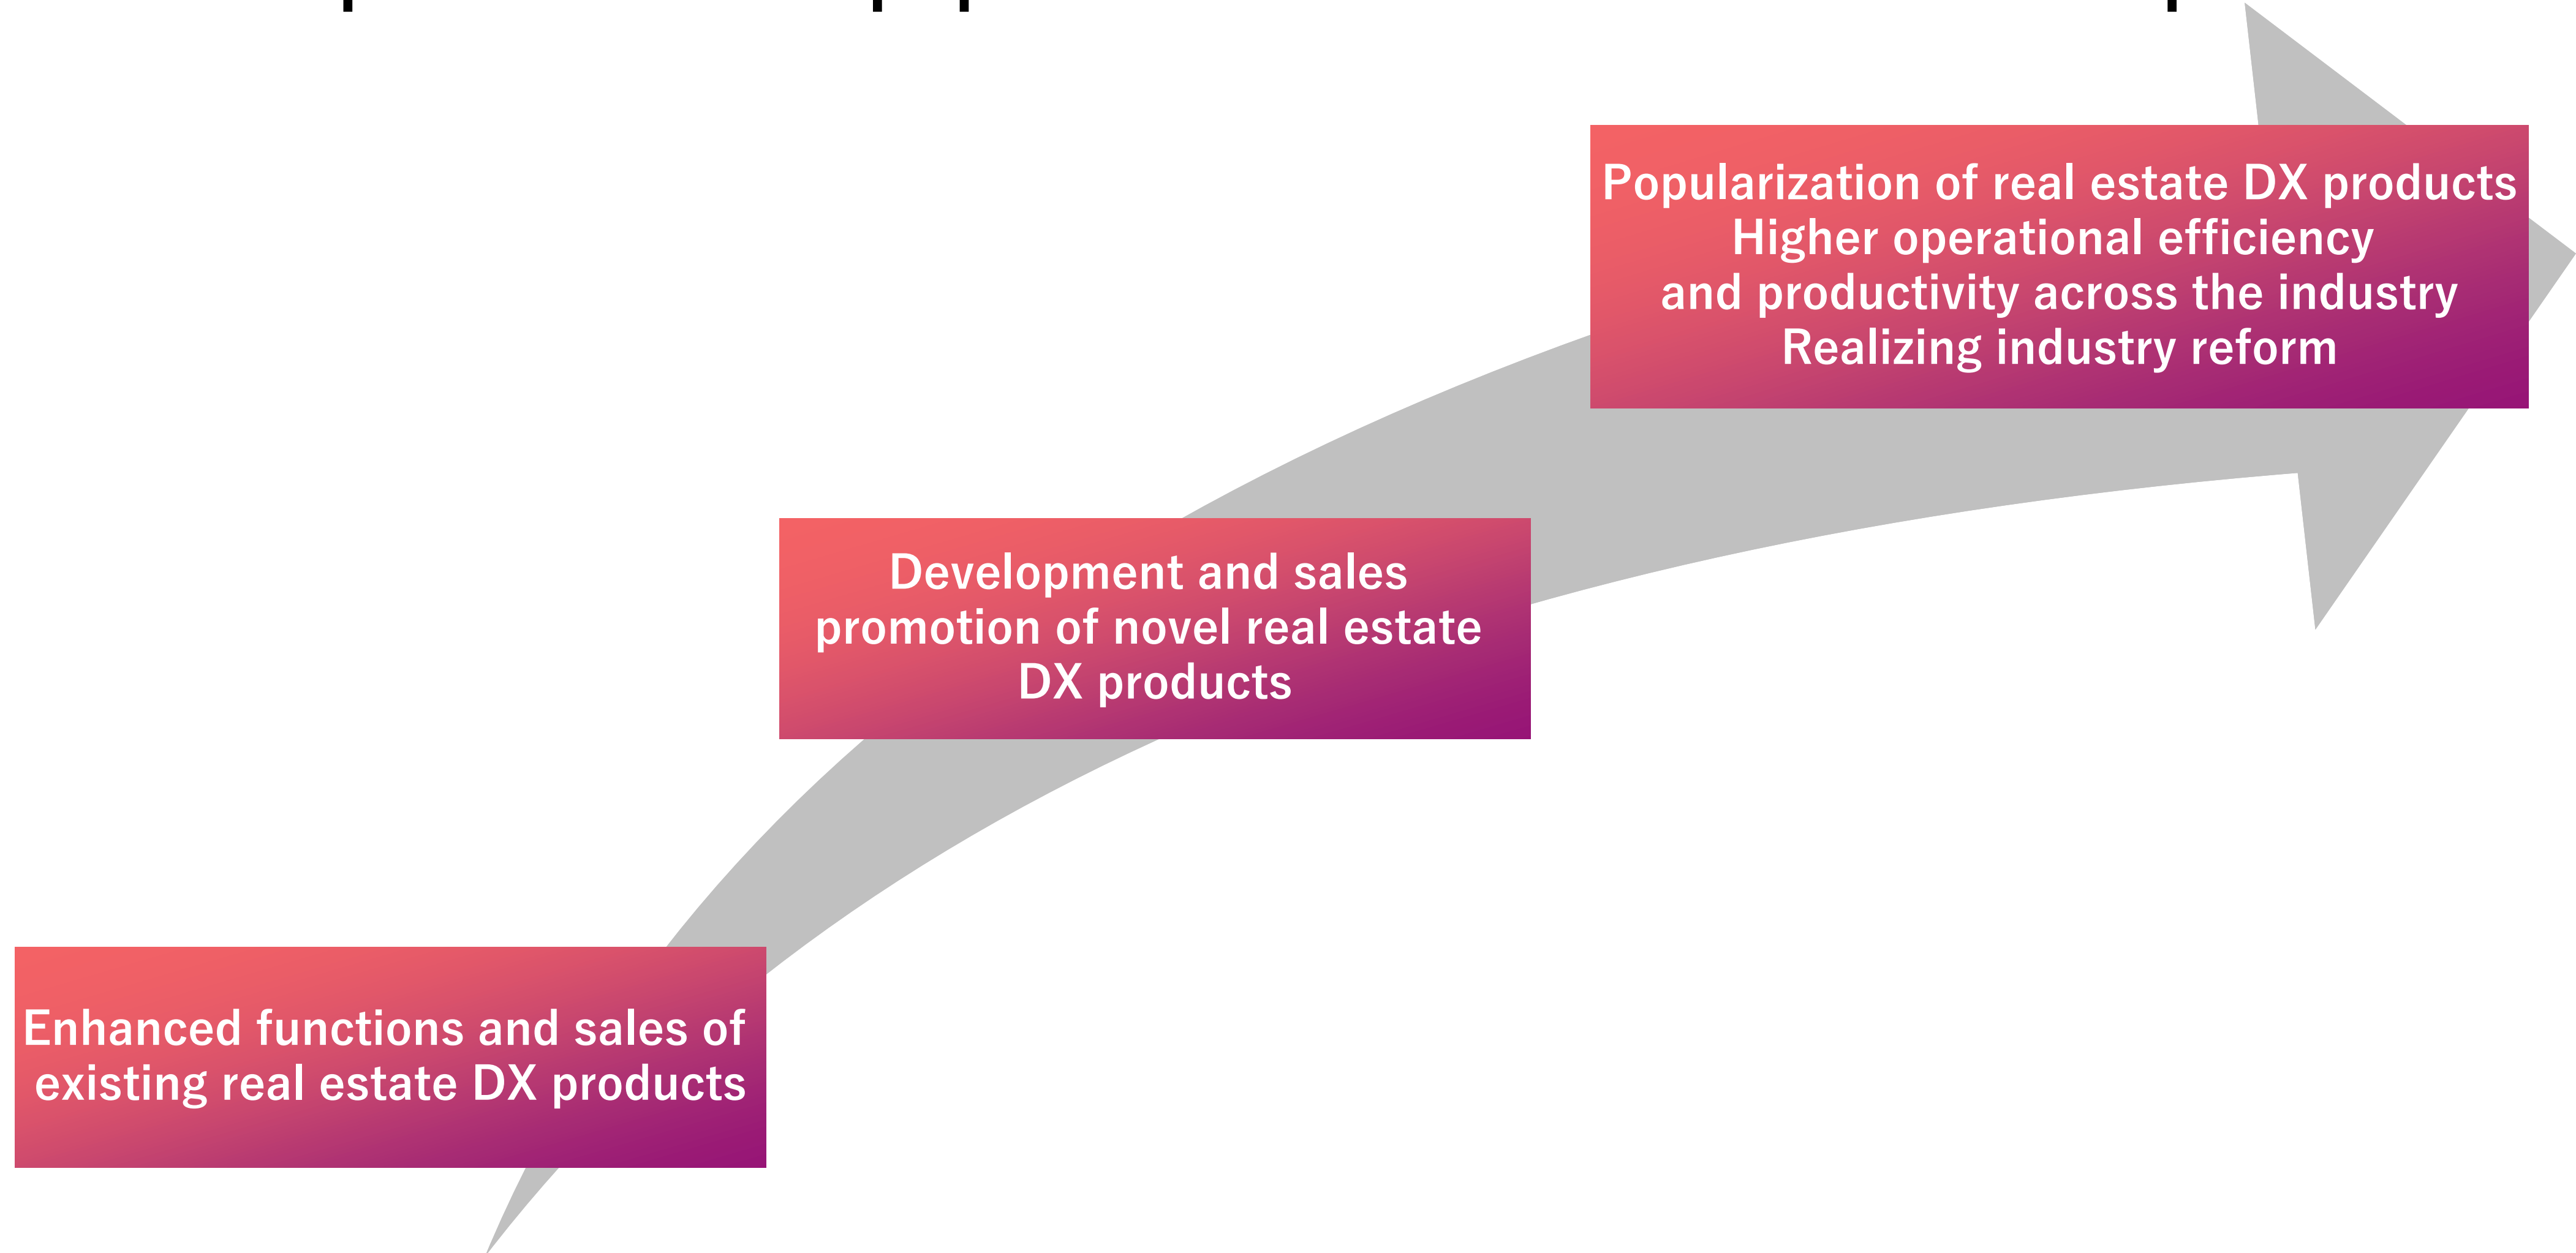 Popularization of real estate DX products
Higher operational efficiency
and productivity across the industry
Realizing industry reform
Development and sales
promotion of novel real estate
DX products
Enhanced functions and sales of
existing real estate DX products